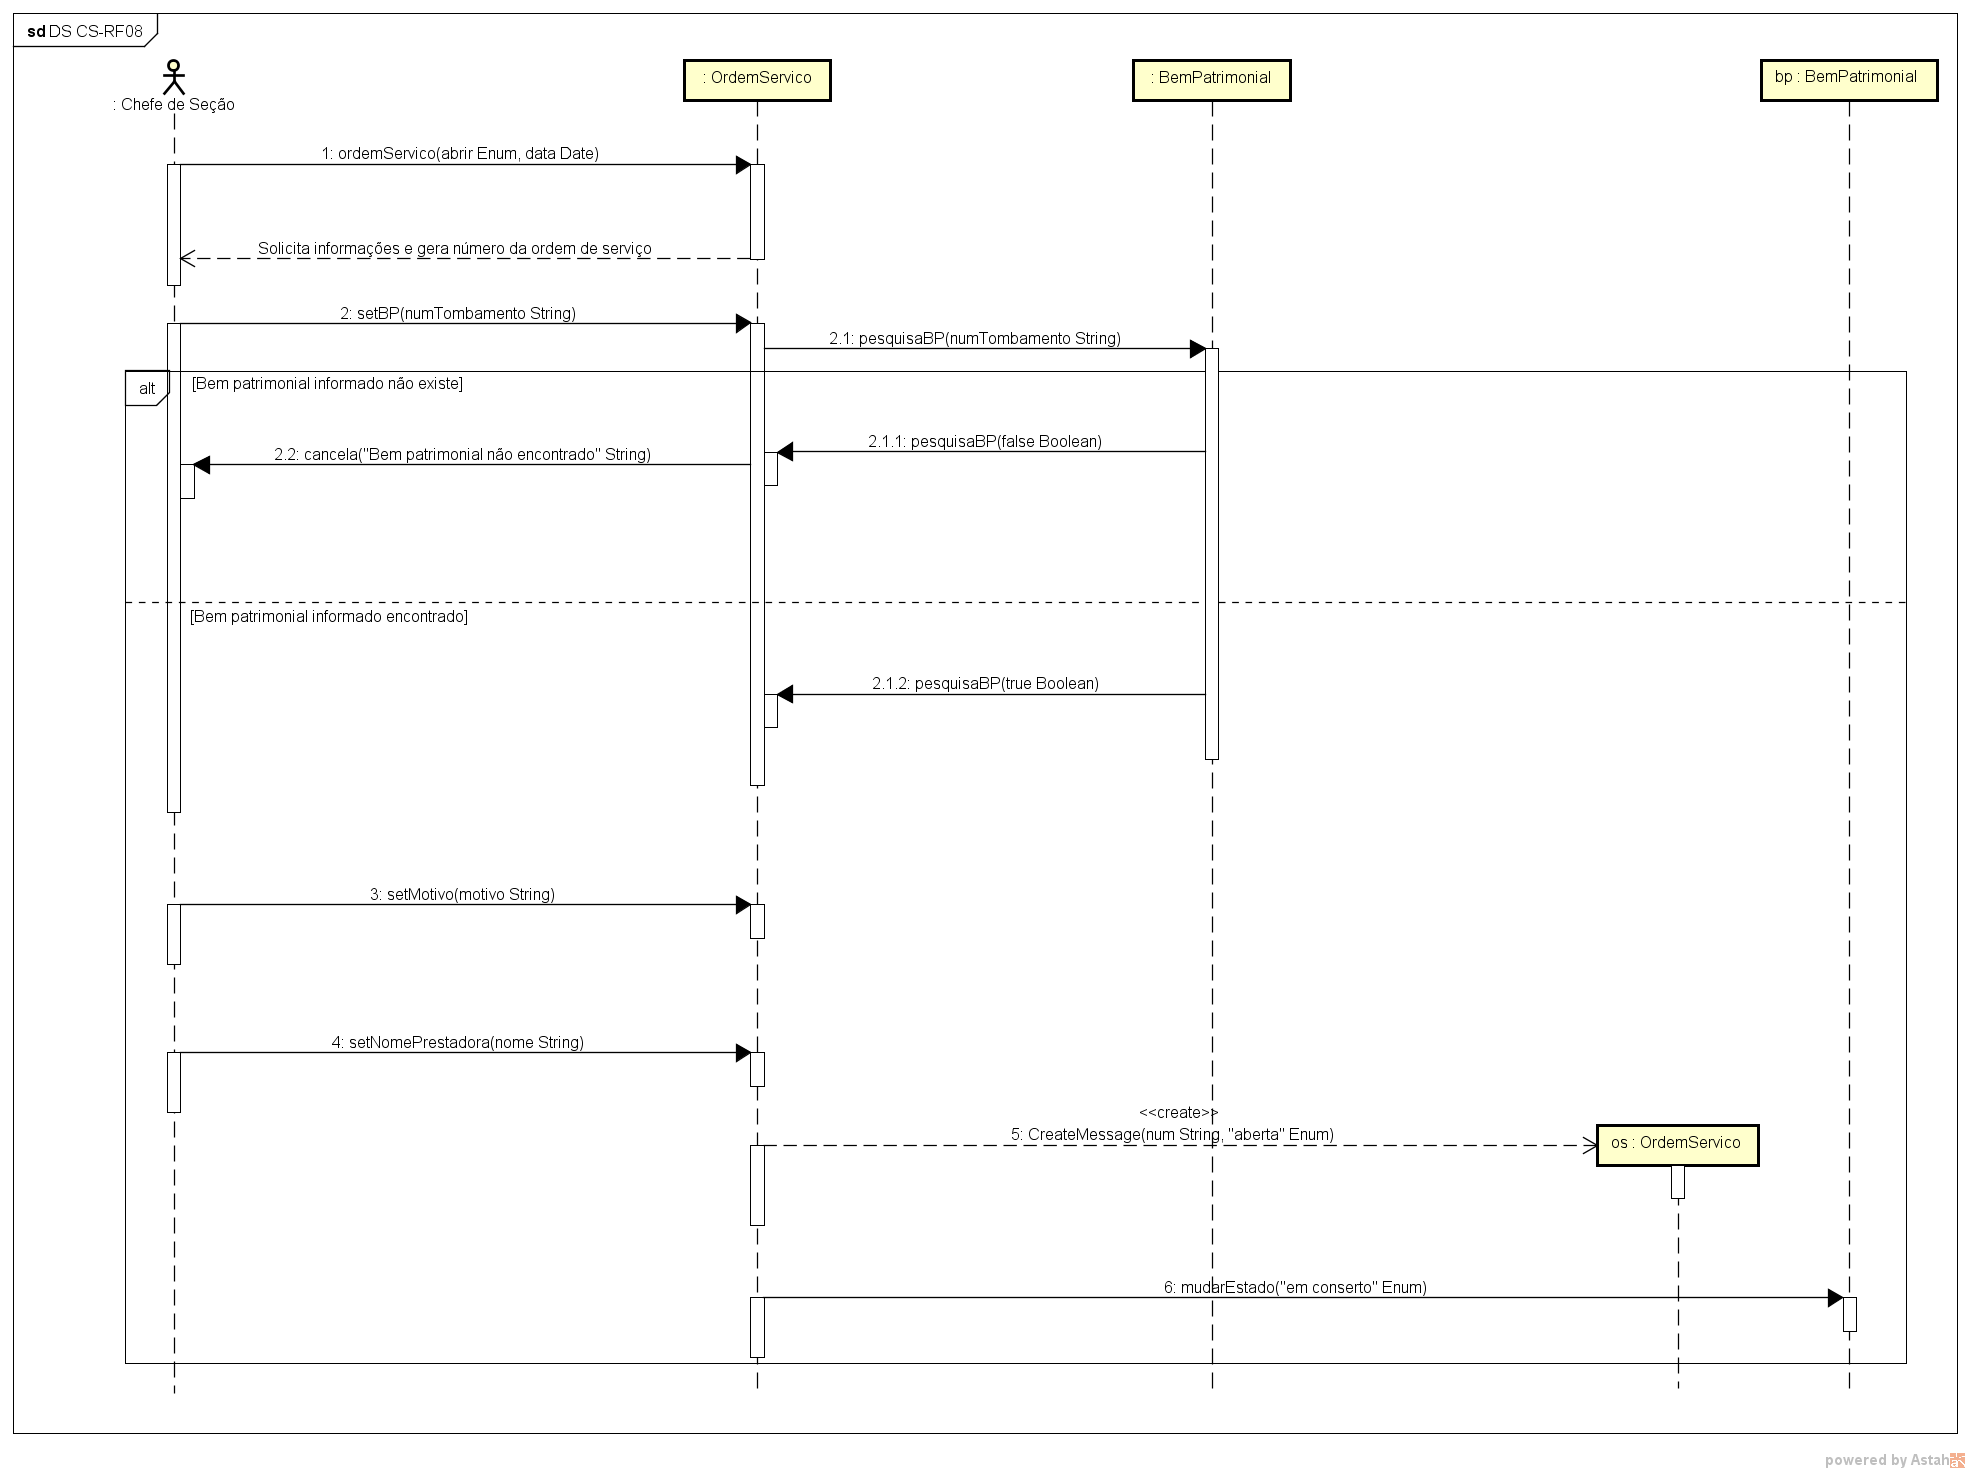 sd DS CS-RF08
: Chefe de Seção
: OrdemServico
: BemPatrimonial
bp : BemPatrimonial
1: ordemServico(abrir Enum, data Date)
Solicita informações e gera número da ordem de serviço
2: setBP(numTombamento String)
2.1: pesquisaBP(numTombamento String)
alt
[Bem patrimonial informado não existe]
2.1.1: pesquisaBP(false Boolean)
2.2: cancela("Bem patrimonial não encontrado" String)
[Bem patrimonial informado encontrado]
2.1.2: pesquisaBP(true Boolean)
3: setMotivo(motivo String)
4: setNomePrestadora(nome String)
<<create>>
5: CreateMessage(num String, "aberta" Enum)
os : OrdemServico
6: mudarEstado("em conserto" Enum)
powered by Astah